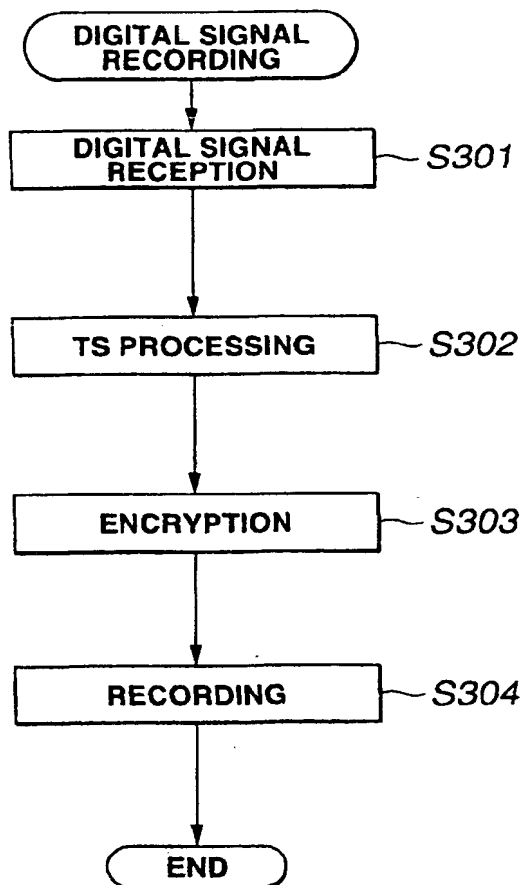 DIGITAL SIGNAL
RECORDING
DIGITAL SIGNAL
RECEPTION
S301
TS PROCESSING
S302
ENCRYPTION
S303
RECORDING
S304
END